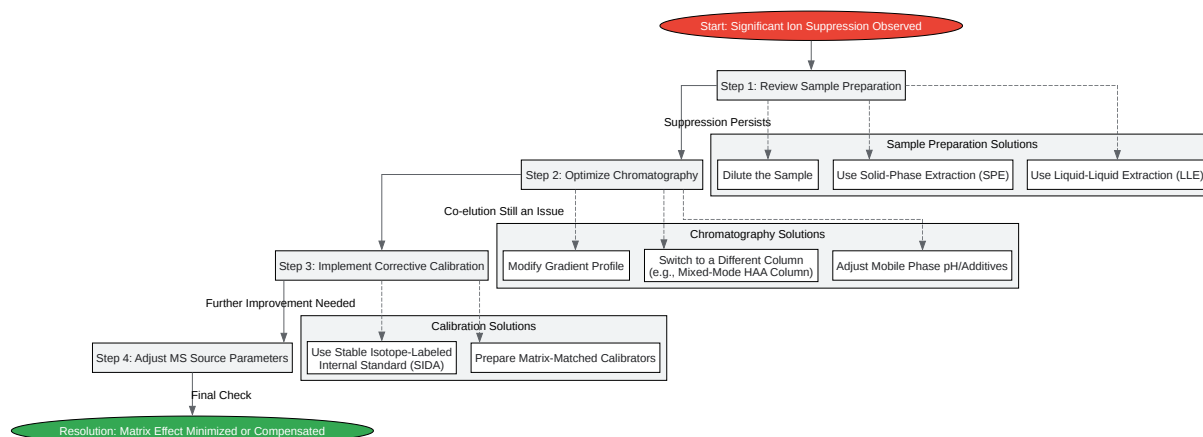 Start: Significant Ion Suppression Observed
Step 1: Review Sample Preparation
Suppression Persists
Sample Preparation Solutions
Dilute the Sample
Use Solid-Phase Extraction (SPE)
Use Liquid-Liquid Extraction (LLE)
Step 2: Optimize Chromatography
Co-elution Still an Issue
Chromatography Solutions
Modify Gradient Profile
Switch to a Different Column
(e.g., Mixed-Mode HAA Column)
Adjust Mobile Phase pH/Additives
Step 3: Implement Corrective Calibration
Further Improvement Needed
Calibration Solutions
Use Stable Isotope-Labeled
Internal Standard (SIDA)
Prepare Matrix-Matched Calibrators
Step 4: Adjust MS Source Parameters
Final Check
Resolution: Matrix Effect Minimized or Compensated